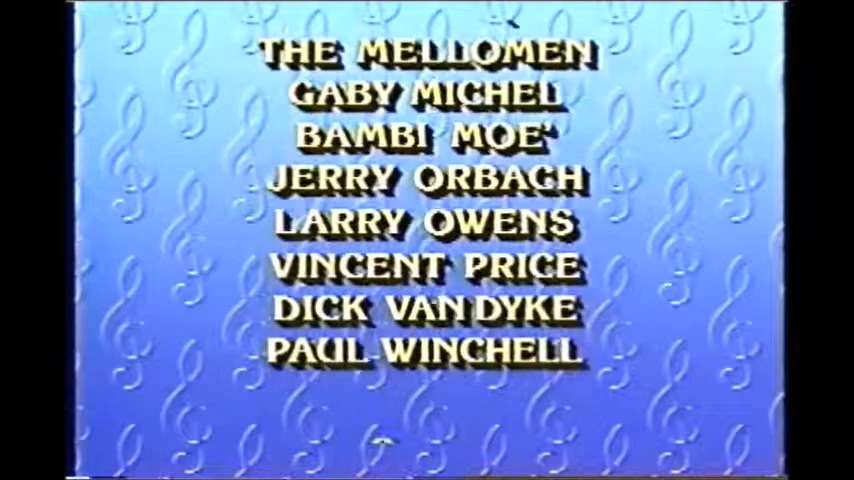 THE MELLOMEN
GABY MICHEL
BAMBI MOE'
JERRY ORBACH
LARRY OWENS
VINCENT PRICE
DICK VAN DYKE
PAUL WINCHELL